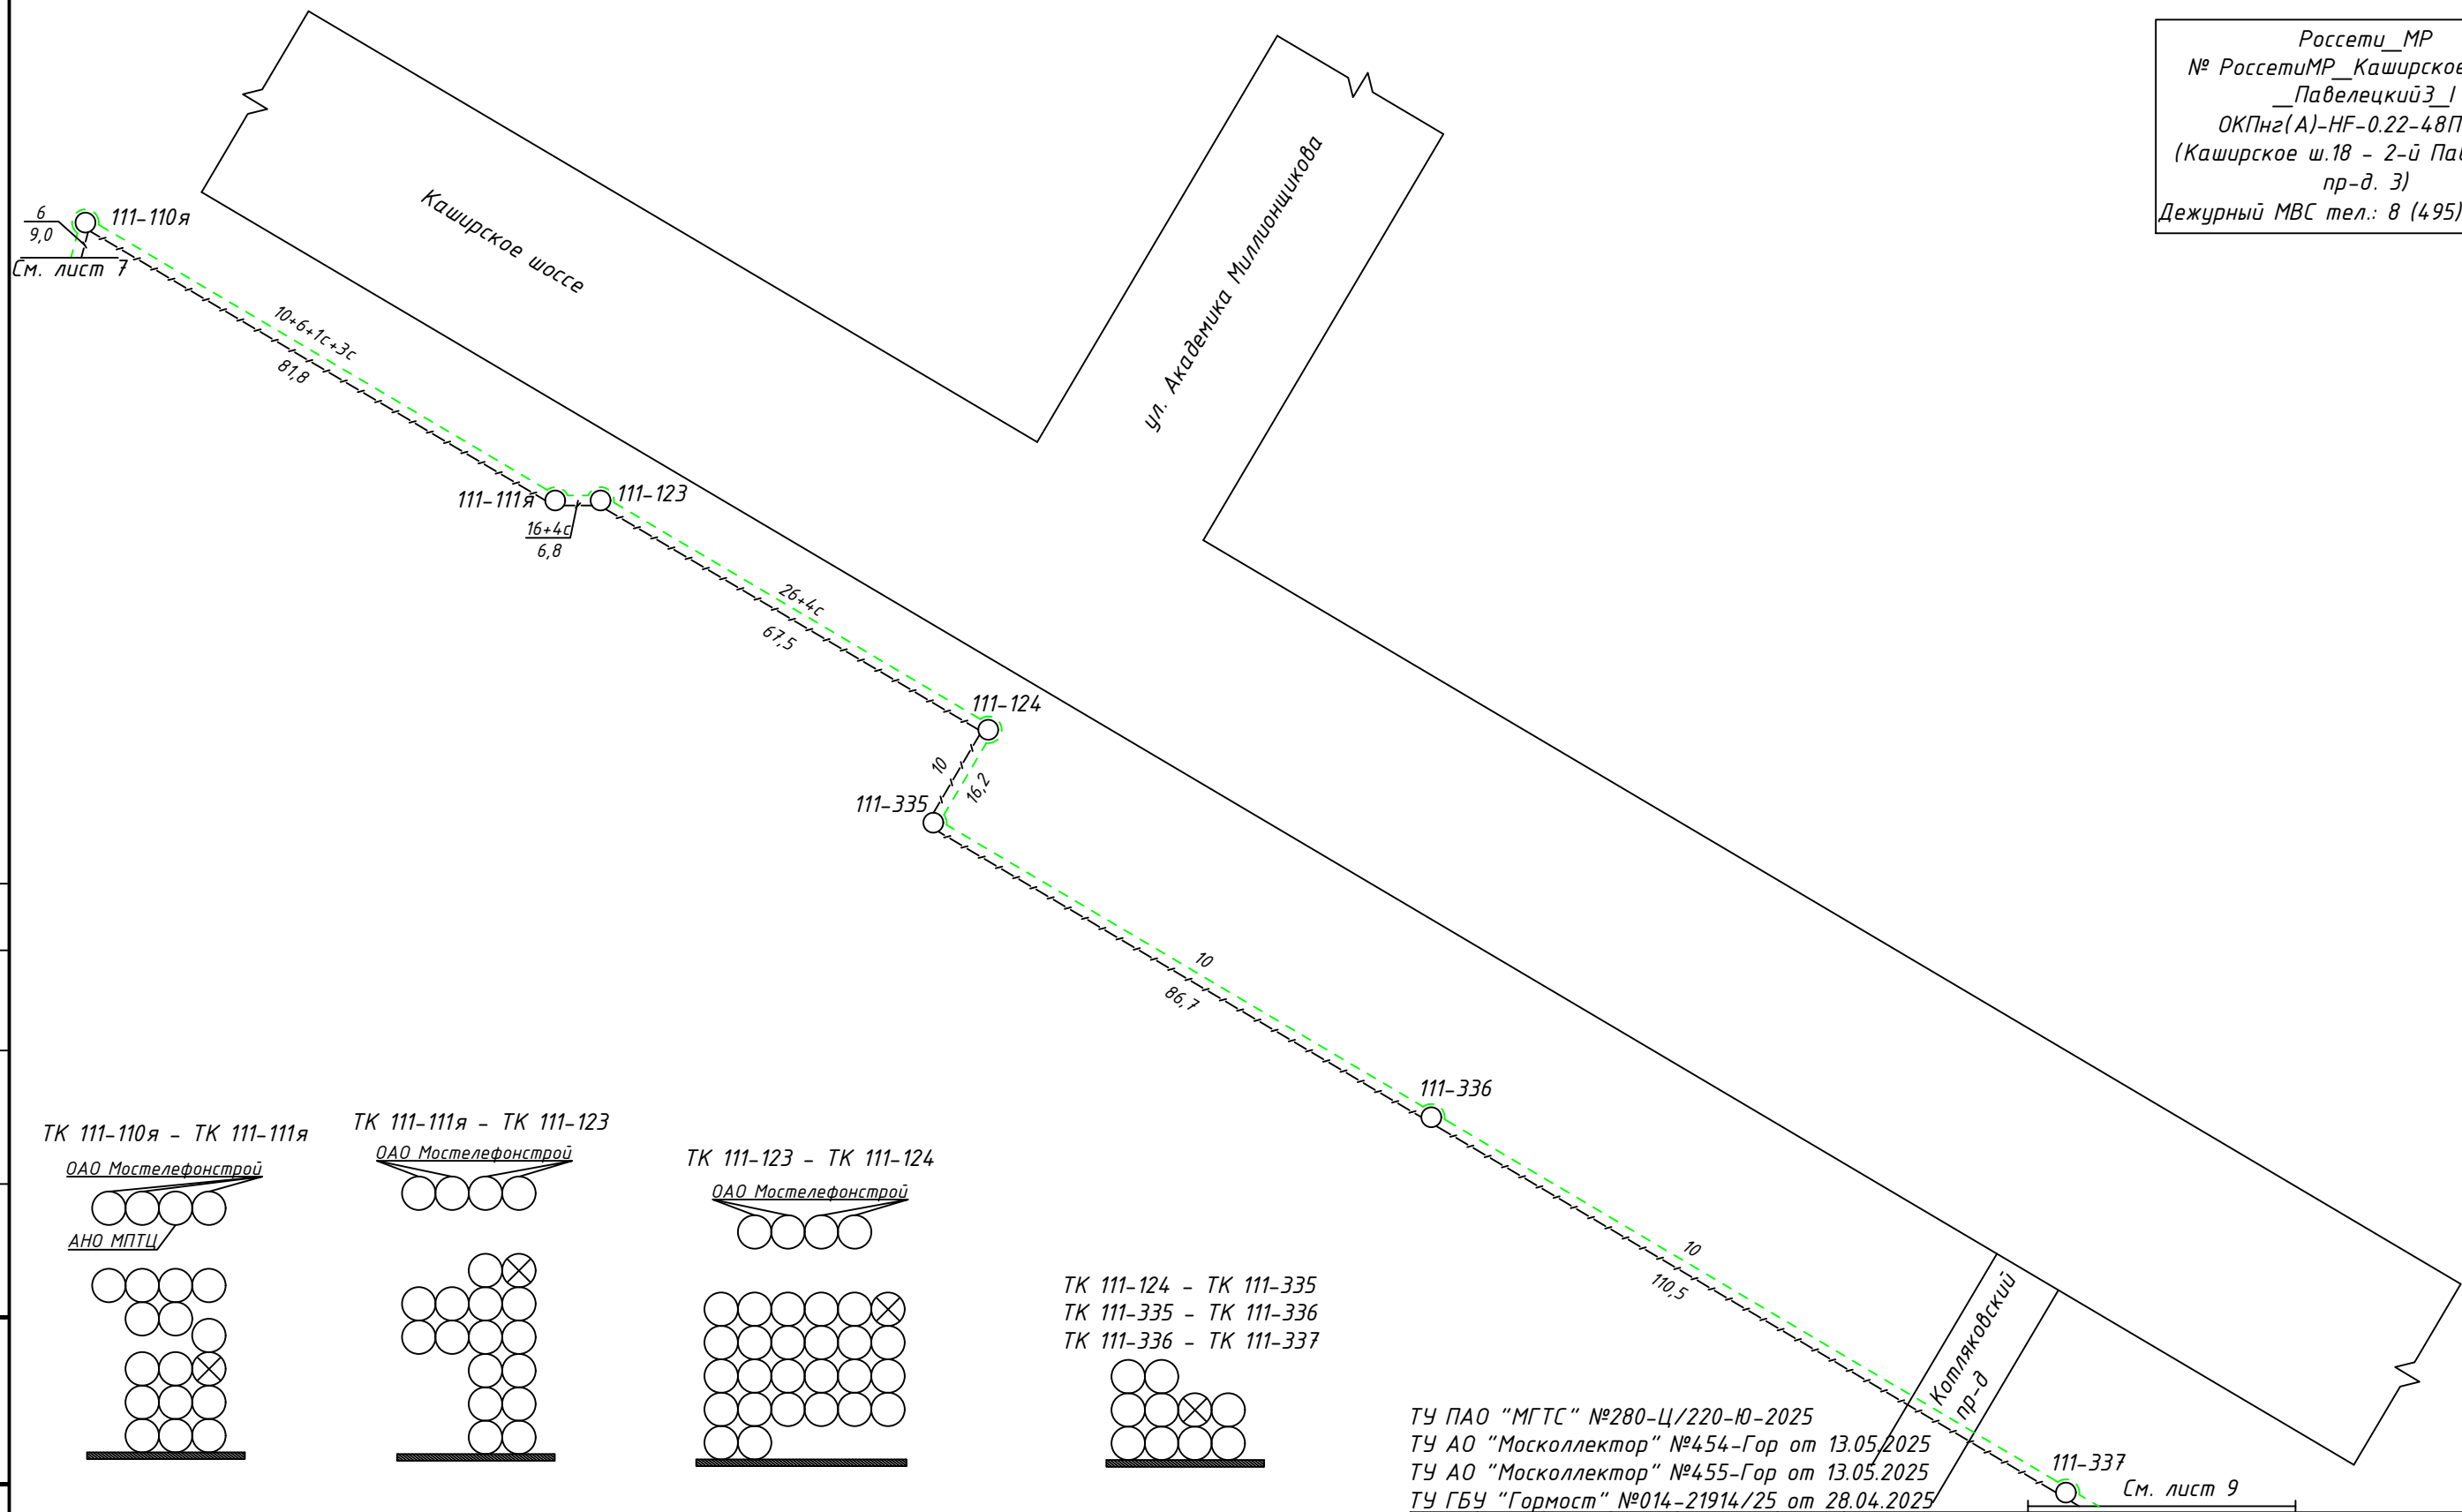 Россети_МР
№ РоссетиМР_Каширское
_Павелецкий3_1
ОКПнг(А)-HF-0.22-48П
(Каширское ш.18 - 2-й
пр-д. 3)
Дежурный МВС тел.: 8 (495)
Каширское шоссе
ул. Академика Миллионщикова
6
9,0
См. лист 7
111-110я
10+6+1с+3с
81,8
111-111я
111-123
16+4с
6,8
26+4с
67,5
111-124
10
16,2
111-335
10
86,7
111-336
10
110,5
Котляковский
пр-д
111-337
См. лист 9
ТК 111-110я - ТК 111-111я
ОАО Мостелефонстрой
АНО МПТЦ
ТК 111-111я - ТК 111-123
ОАО Мостелефонстрой
ТК 111-123 - ТК 111-124
ОАО Мостелефонстрой
ТК 111-124 - ТК 111-335
ТК 111-335 - ТК 111-336
ТК 111-336 - ТК 111-337
ТУ ПАО "МГТС" №280-Ц/220-Ю-2025
ТУ АО "Москоллектор" №454-Гор от 13.05.2025
ТУ АО "Москоллектор" №455-Гор от 13.05.2025
ТУ ГБУ "Гормост" №014-21914/25 от 28.04.2025